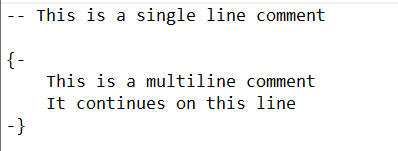 -- This is a single line comment

{-
    This is a multiline comment
    It continues on this line
-}